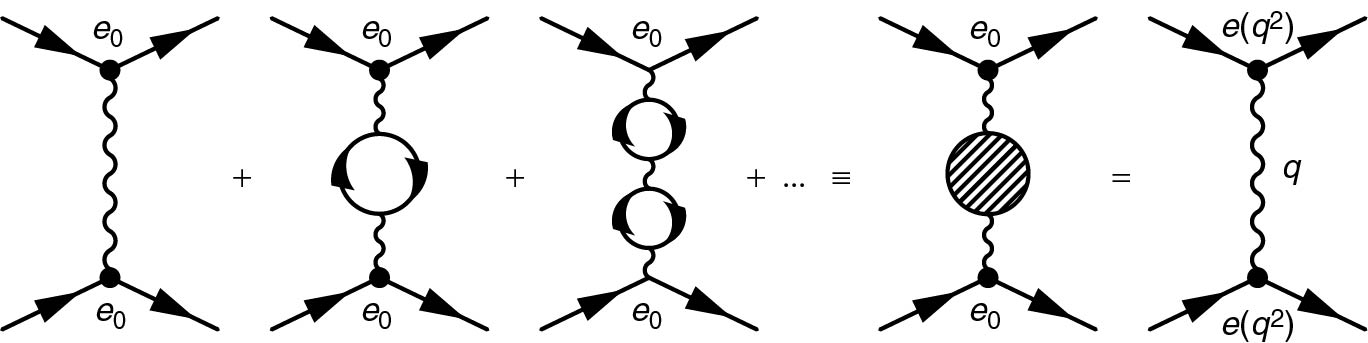 e₀ e₀ e₀ e₀ e(q²)
+ + + ... ≡ = q
e₀ e₀ e₀ e₀ e(q²)